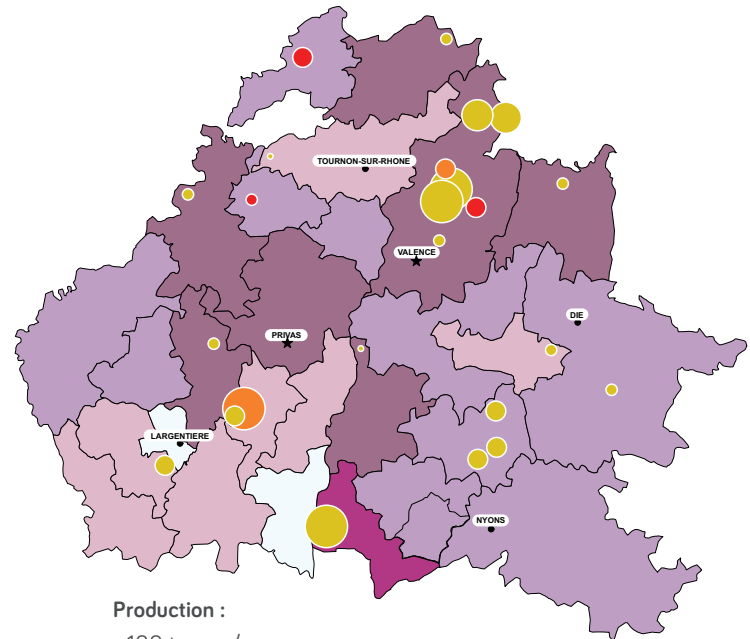 TOURNON-SUR-RHONE
VALENCE
DIE
PRIVAS
LARGENTIERE
NYONS
Production :